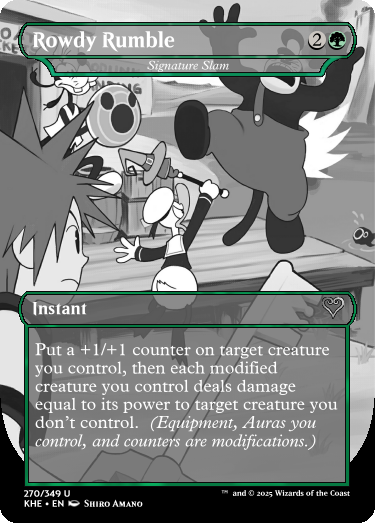 Rowdy Rumble 2
Signature Slam
Instant
Put a +1/+1 counter on target creature
you control, then each modified
creature you control deals damage
equal to its power to target creature you
don't control. (Equipment, Auras you
control, and counters are modifications.)
270/349 U
KHE • EN SHIRO AMANO
™ and © 2025 Wizards of the Coast